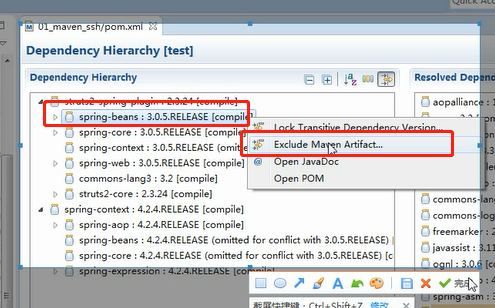 Quick Acc
01_maven_ssh/pom.xml
Dependency Hierarchy [test]
Dependency Hierarchy
Resolved Depende
struts2-spring-plugin : 2.3.24 [compile]
spring-beans : 3.0.5.RELEASE [compile]
spring-core : 3.0.5.RELEASE [compile]
spring-context : 3.0.5.RELEASE (omitted
spring-web : 3.0.5.RELEASE [compile]
commons-lang3 : 3.2 [compile]
struts2-core : 2.3.24 [compile]
spring-context : 4.2.4.RELEASE [compile]
spring-aop : 4.2.4.RELEASE [compile]
spring-beans : 4.2.4.RELEASE (omitted for conflict with 3.0.5.RELEASE) [
spring-core : 4.2.4.RELEASE (omitted for conflict with 3.0.5.RELEASE) [c
spring-expression : 4.2.4.RELEASE [compile]
Lock Transitive Dependency Version...
Exclude Maven Artifact...
Open JavaDoc
Open POM
aopalliance : 1
commons-lang
commons-log
freemarker : 2
javassist : 3.11
ognl : 3.0.6 [c
完成
截屏快捷键: Ctrl+Shift+Z 修改